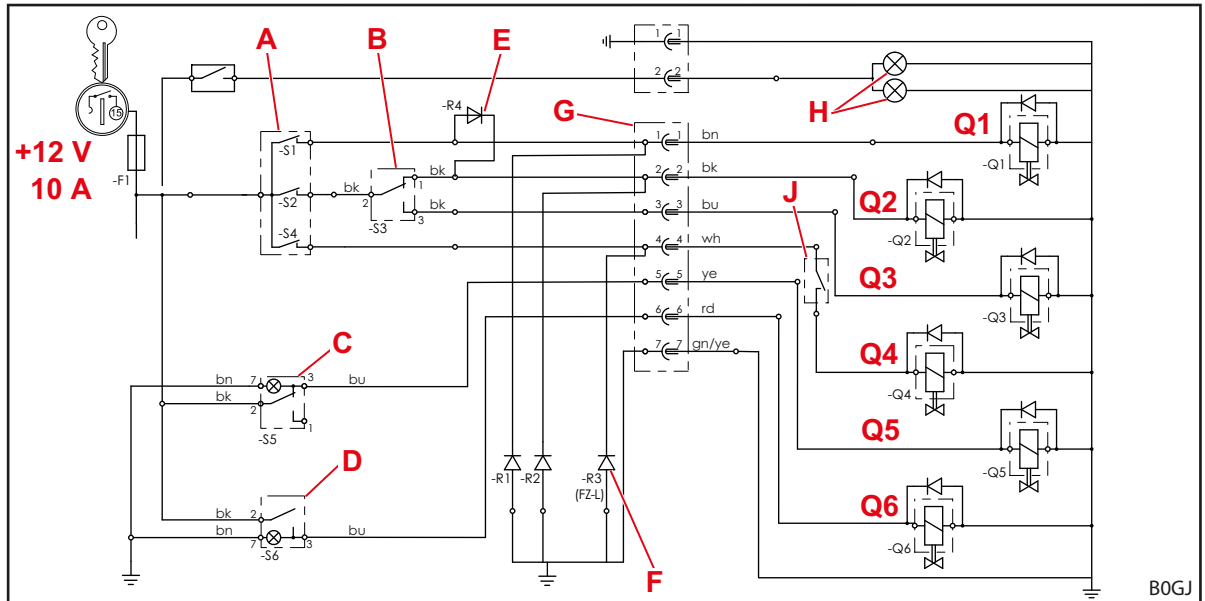 A
B
E
G
H
J
C
D
F
15
+12 V
10 A
-F1
-S1
-S2
-S4
bk
2
-S3
1
3
bk
bk
-R4
1 1
2 2
1 1 bn
2 2 bk
3 3 bu
4 4 wh
5 5 ye
6 6 rd
7 7 gn/ye
Q1
-Q1
Q2
-Q2
Q3
-Q3
Q4
-Q4
Q5
-Q5
Q6
-Q6
bn 7 3 bu
bk 2
1
-S5
bk 2
bn 7 3 bu
-S6
-R1
-R2
-R3
(FZ-L)
B0GJ